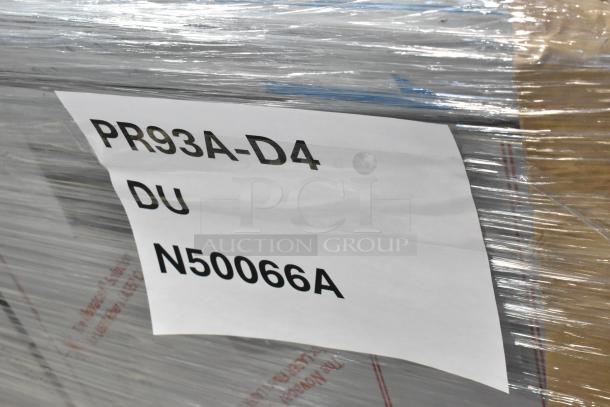 PR93A-D4
DU
N50066A
PCI
AUCTION GROUP